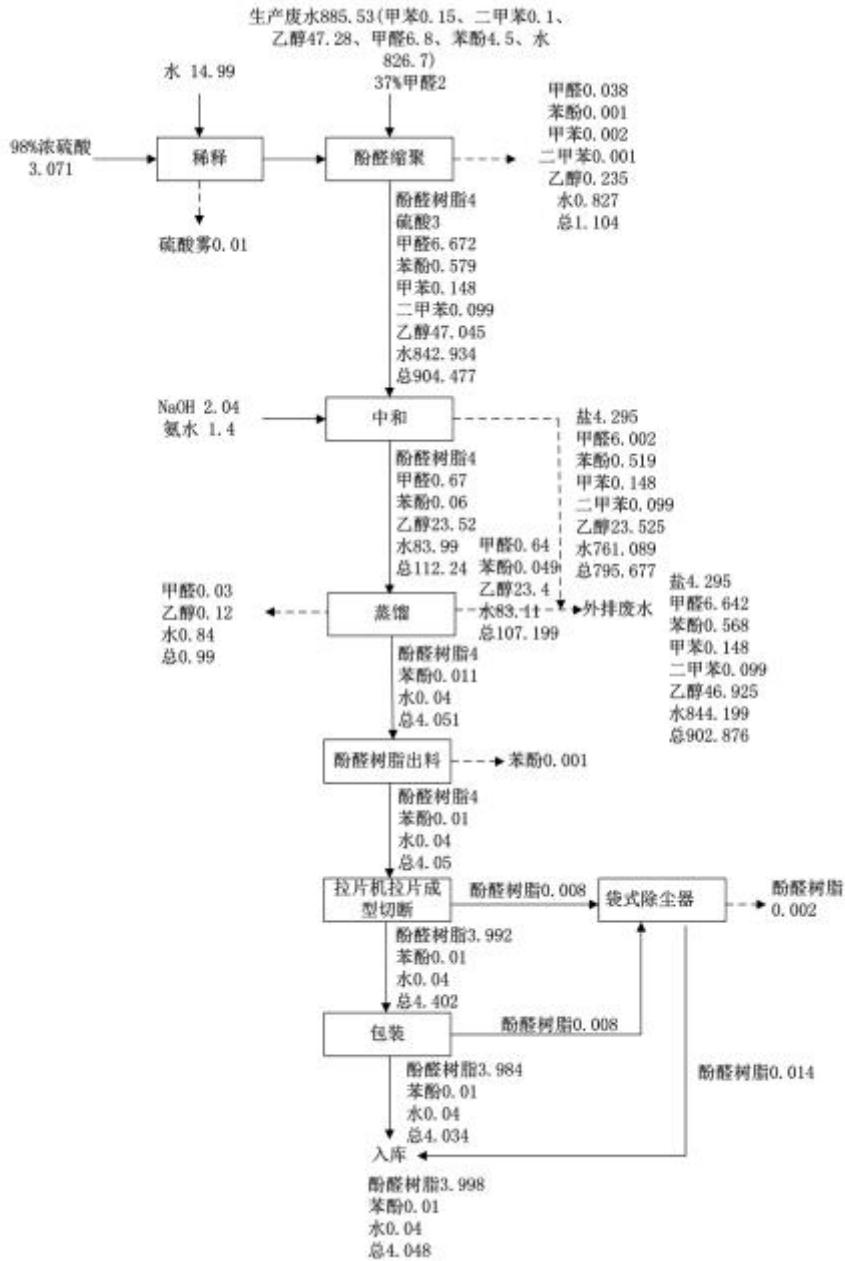 生产废水885.53(甲苯0.15、二甲苯0.1、
乙醇47.28、甲醛6.8、苯酚4.5、水
826.7)
水 14.99
37%甲醛2
98%浓硫酸
3.071
稀释
酚醛缩聚
甲醛0.038
苯酚0.001
甲苯0.002
二甲苯0.001
乙醇0.235
水0.827
总1.104
硫酸雾0.01
酚醛树脂4
硫酸3
甲醛6.672
苯酚0.579
甲苯0.148
二甲苯0.099
乙醇47.045
水842.934
总904.477
NaOH 2.04
氨水 1.4
中和
盐4.295
甲醛6.002
苯酚0.519
甲苯0.148
二甲苯0.099
乙醇23.525
水761.089
总795.677
酚醛树脂4
甲醛0.67
苯酚0.06
乙醇23.52
水83.99
总112.24
甲醛0.64
苯酚0.049
乙醇23.4
水83.11
总107.199
甲醛0.03
乙醇0.12
水0.84
总0.99
蒸馏
外排废水
盐4.295
甲醛6.642
苯酚0.568
甲苯0.148
二甲苯0.099
乙醇46.925
水844.199
总902.876
酚醛树脂4
苯酚0.011
水0.04
总4.051
酚醛树脂出料
苯酚0.001
酚醛树脂4
苯酚0.01
水0.04
总4.05
拉片机拉片成
型切断
酚醛树脂0.008
袋式除尘器
酚醛树脂
0.002
酚醛树脂3.992
苯酚0.01
水0.04
总4.402
包装
酚醛树脂0.008
酚醛树脂3.984
苯酚0.01
水0.04
总4.034
酚醛树脂0.014
入库
酚醛树脂3.998
苯酚0.01
水0.04
总4.048